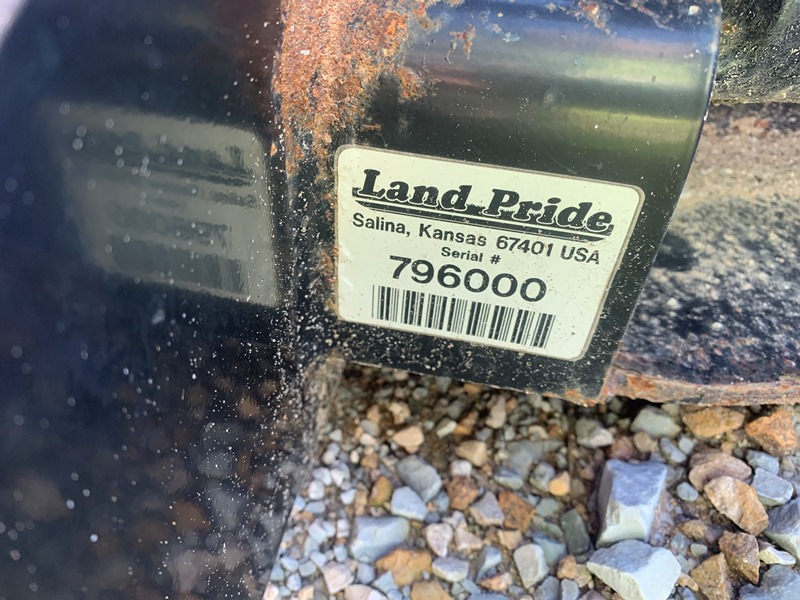 Land Pride
Salina, Kansas 67401 USA
Serial #
796000